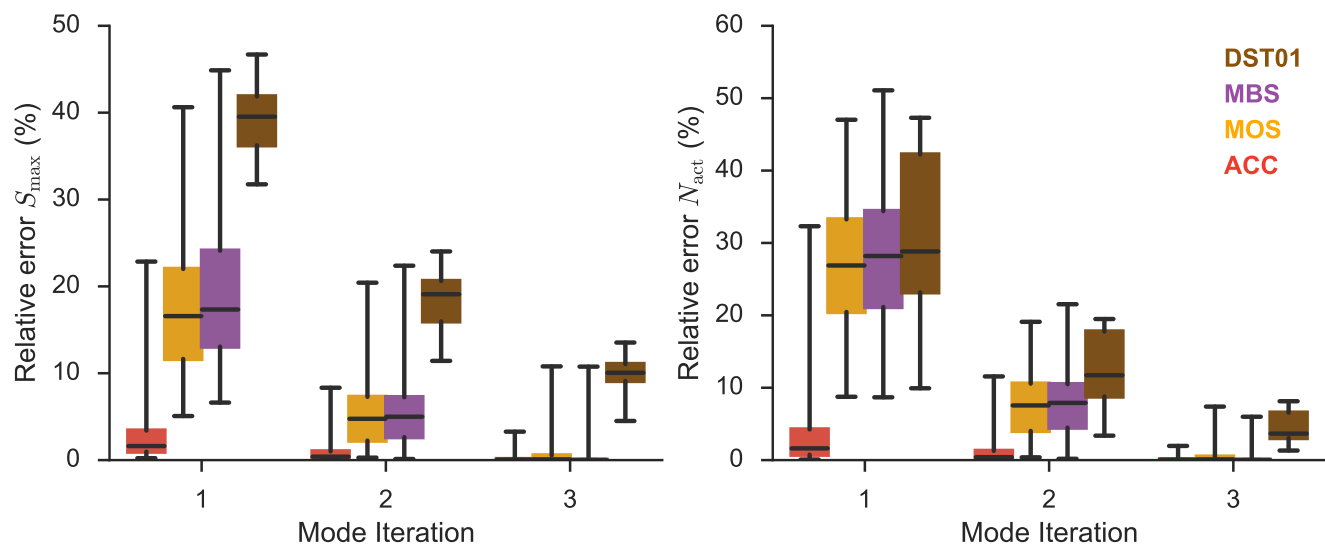 50
40
30
20
10
0
Relative error S_max (%)
1
2
3
Mode Iteration
60
50
40
30
20
10
0
Relative error N_act (%)
1
2
3
Mode Iteration
DST01
MBS
MOS
ACC